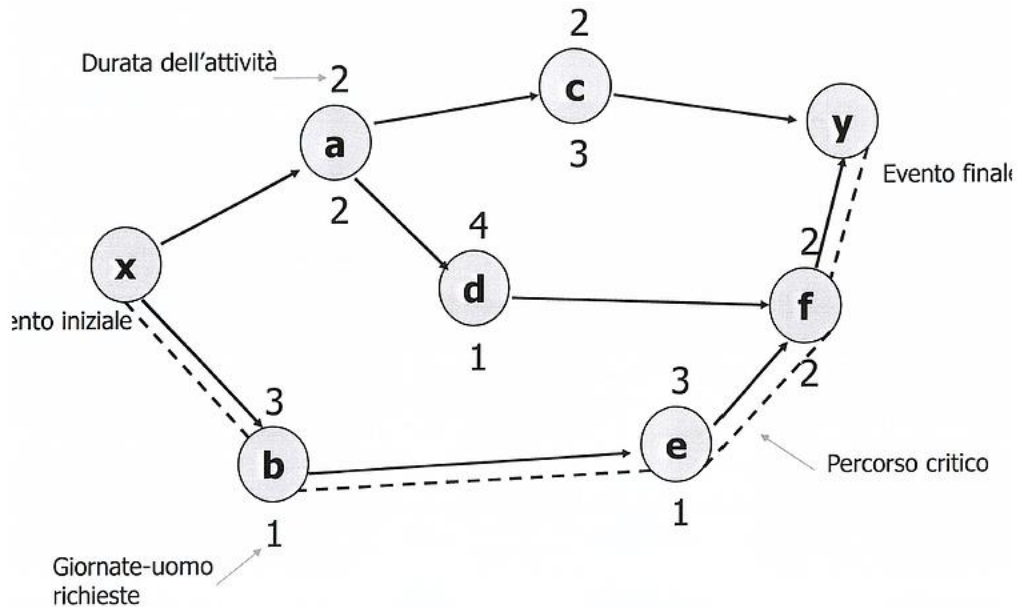 2
Durata dell'attività
2
c
a
3
y
Evento finale
2
4
2
x
d
f
ento iniziale
1
2
3
3
b
e
Percorso critico
1
1
Giornate-uomo
richieste